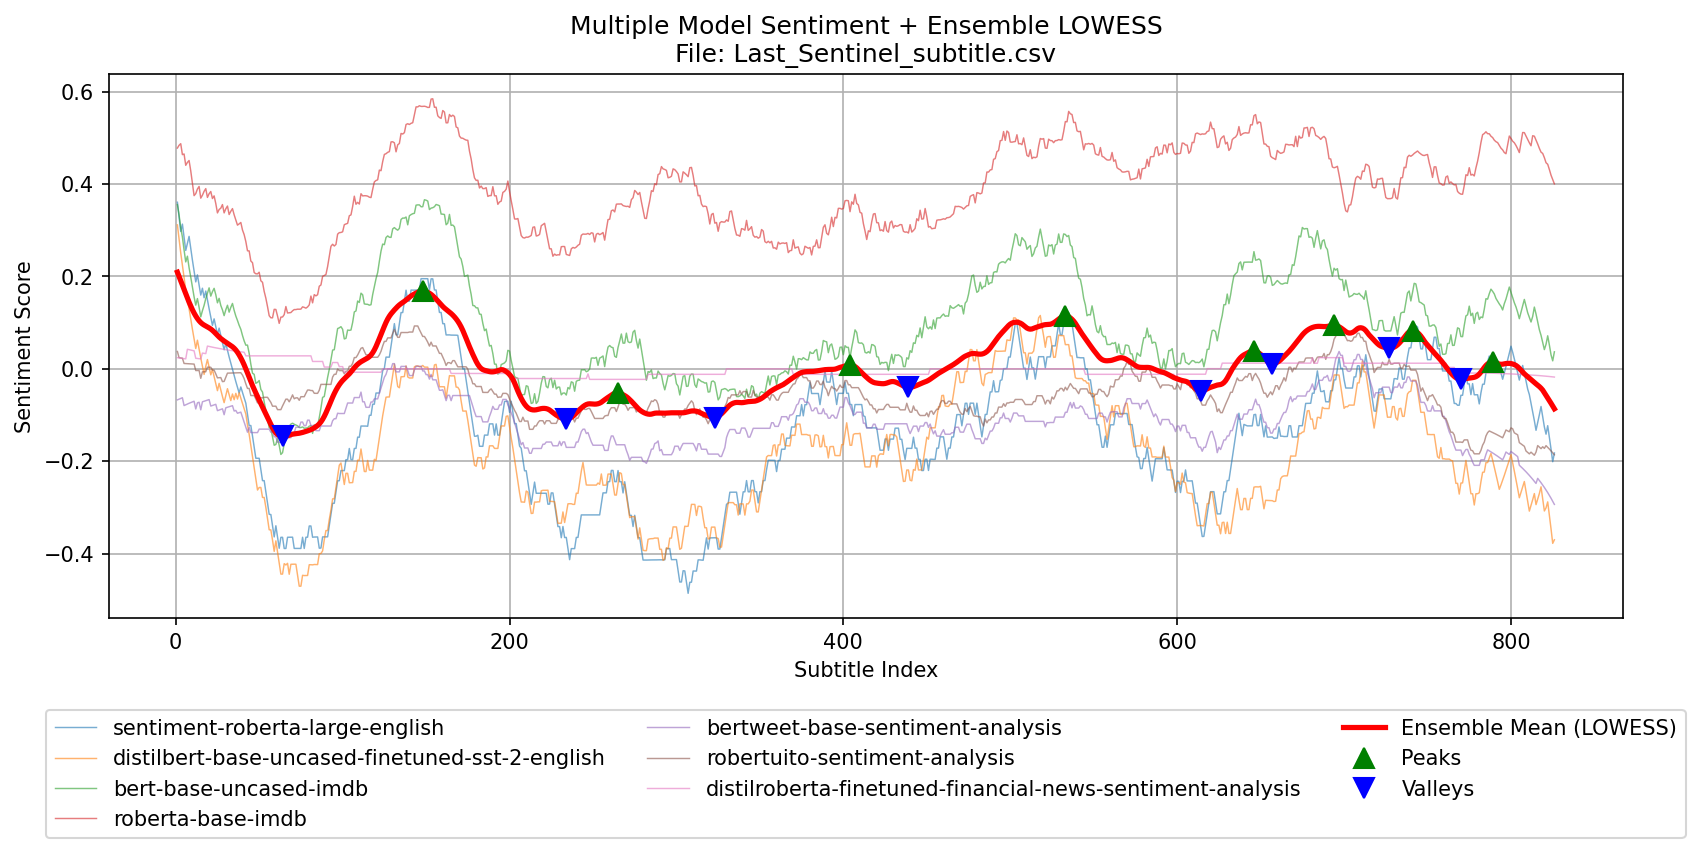 Multiple Model Sentiment + Ensemble LOWESS
File: Last_Sentinel_subtitle.csv
Sentiment Score
0.6
0.4
0.2
0.0
−0.2
−0.4
0
200
400
600
800
Subtitle Index
sentiment-roberta-large-english
distilbert-base-uncased-finetuned-sst-2-english
bert-base-uncased-imdb
roberta-base-imdb
bertweet-base-sentiment-analysis
robertuito-sentiment-analysis
distilroberta-finetuned-financial-news-sentiment-analysis
Ensemble Mean (LOWESS)
Peaks
Valleys